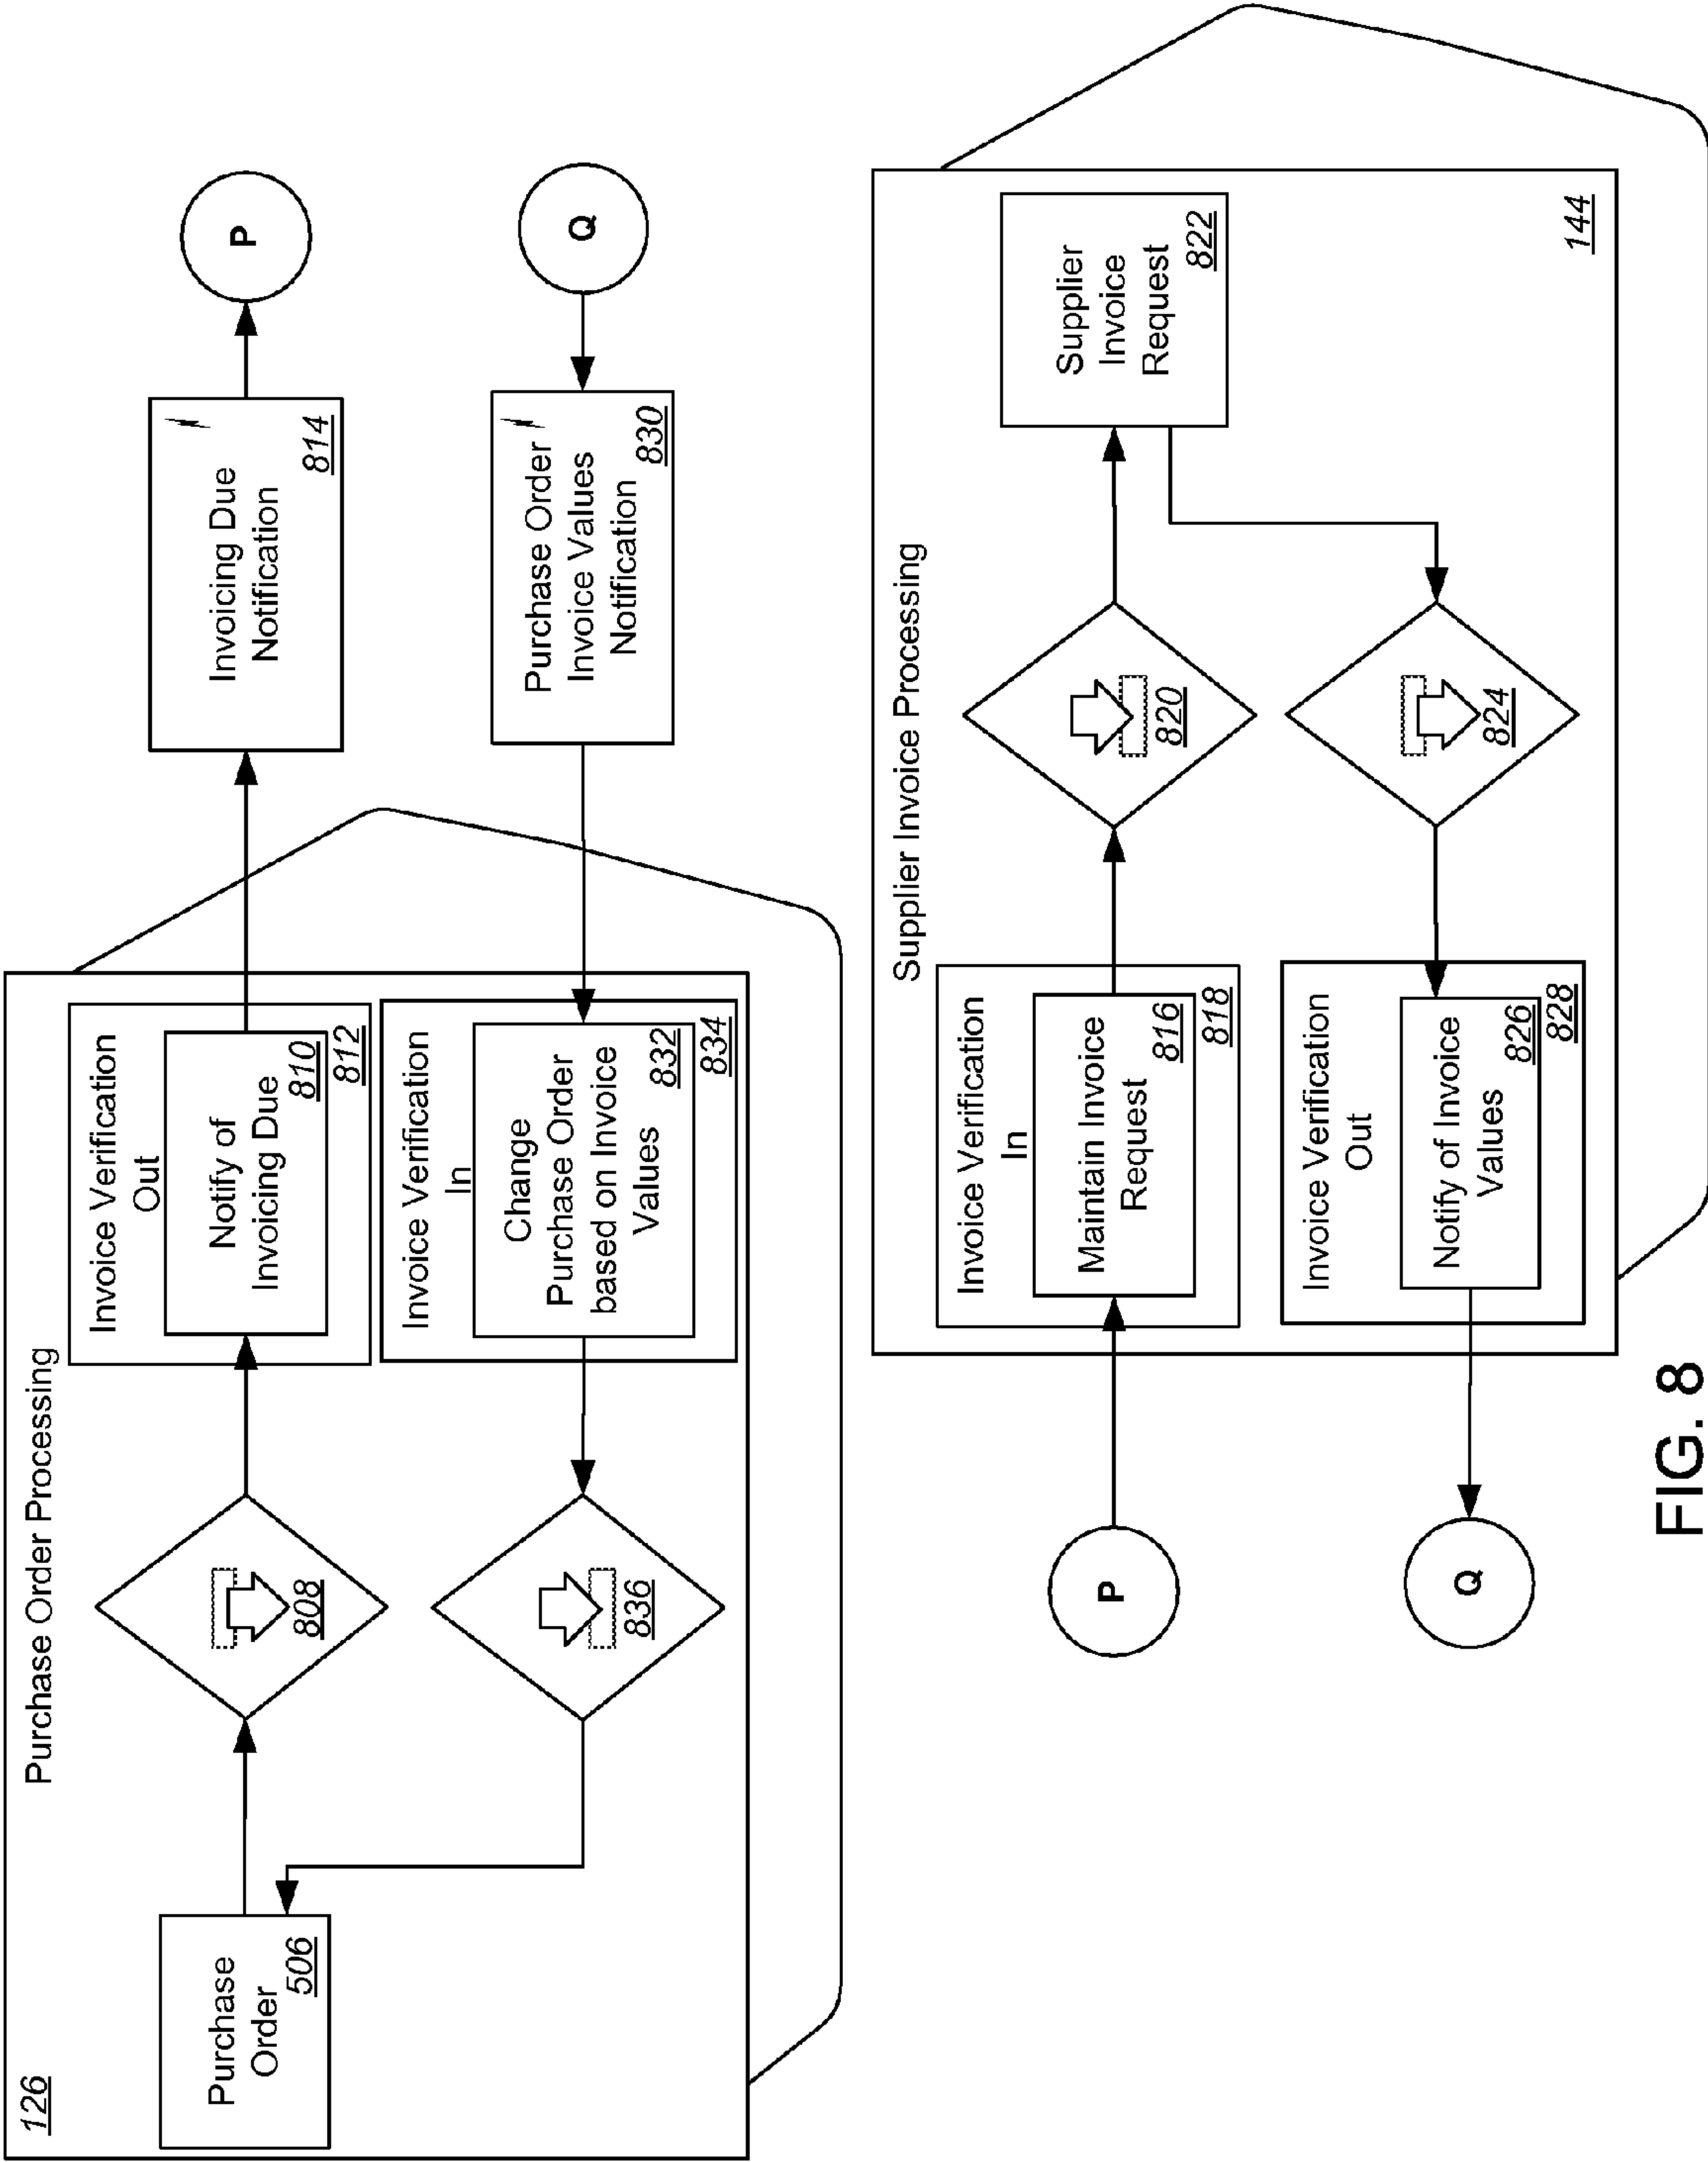 126
Purchase Order Processing
Purchase
Order
506
808
Invoice Verification
Out
Notify of
Invoicing Due
810
812
Invoicing Due
Notification
814
P
836
Invoice Verification
In
Change
Purchase Order
based on Invoice
Values
832
834
Purchase Order
Invoice Values
Notification
830
Q
Supplier Invoice Processing
P
Invoice Verification
In
Maintain Invoice
Request
816
818
820
Supplier
Invoice
Request
822
Q
Invoice Verification
Out
Notify of Invoice
Values
826
828
824
144
FIG. 8